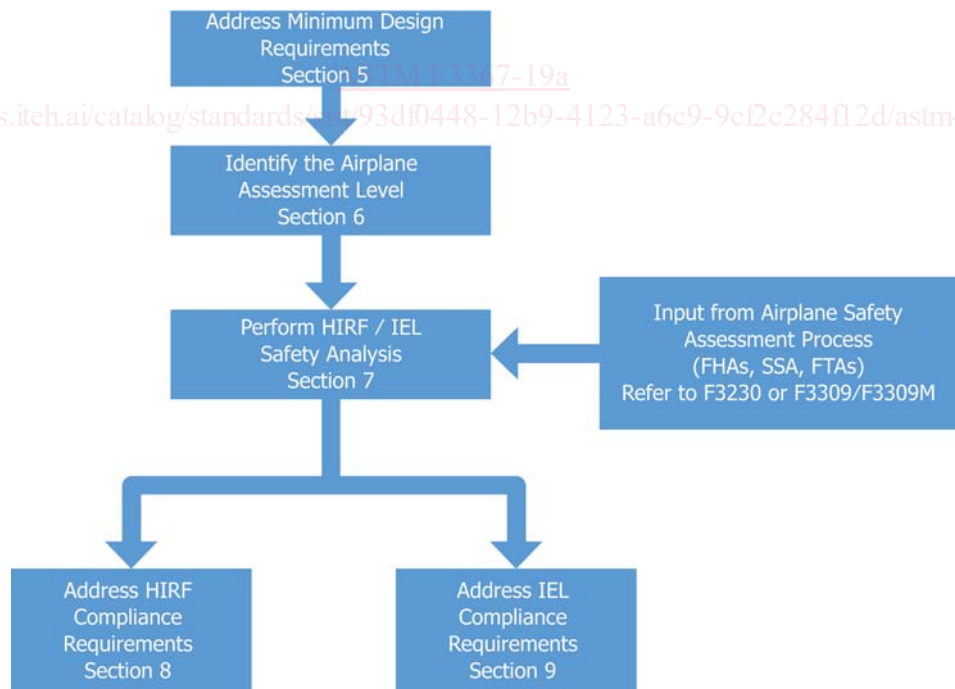 Address Minimum Design
Requirements
Section 5
ASTM F3367-19a
s.iteh.ai/catalog/standards/sist/93df0448-12b9-4123-a6c9-9cf2c284f12d/astm-
Identify the Airplane
Assessment Level
Section 6
Perform HIRF / IEL
Safety Analysis
Section 7
Input from Airplane Safety
Assessment Process
(FHAs, SSA, FTAs)
Refer to F3230 or F3309/F3309M
Address HIRF
Compliance
Requirements
Section 8
Address IEL
Compliance
Requirements
Section 9